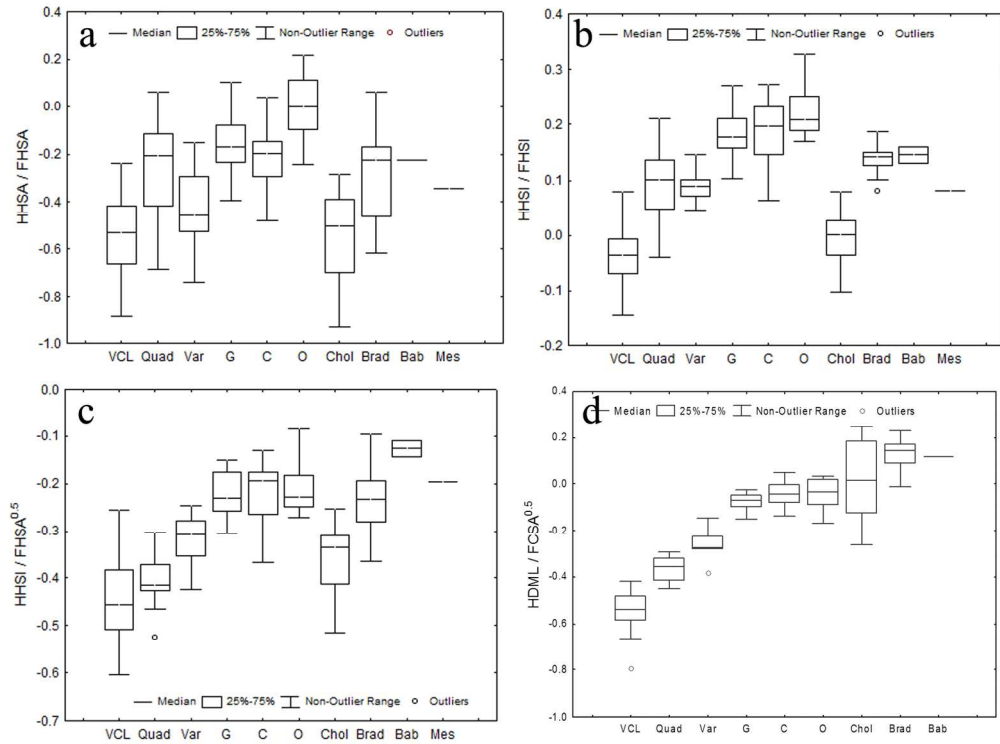 a
Median 25%-75% Non-Outlier Range Outliers
HHSA / FHSA
0.4
0.2
0.0
-0.2
-0.4
-0.6
-0.8
-1.0
VCL Quad Var G C O Chol Brad Bab Mes
b
Median 25%-75% Non-Outlier Range Outliers
HHSI / FHSI
0.4
0.3
0.2
0.1
0.0
-0.1
-0.2
VCL Quad Var G C O Chol Brad Bab Mes
c
HHSI / FHSA^0.5
0.0
-0.1
-0.2
-0.3
-0.4
-0.5
-0.6
-0.7
Median 25%-75% Non-Outlier Range Outliers
VCL Quad Var G C O Chol Brad Bab Mes
d
Median 25%-75% Non-Outlier Range Outliers
HDML / FCSA^0.5
0.4
0.2
0.0
-0.2
-0.4
-0.6
-0.8
-1.0
VCL Quad Var G C O Chol Brad Bab